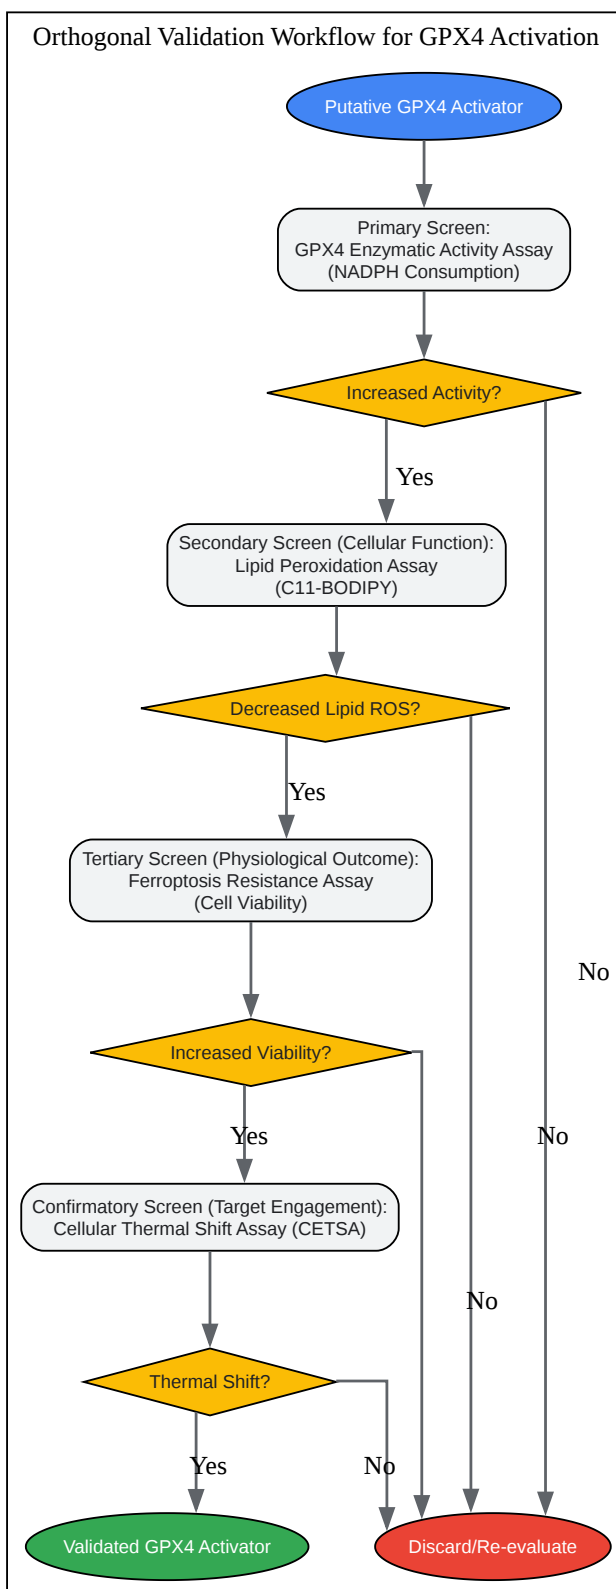 Orthogonal Validation Workflow for GPX4 Activation
Putative GPX4 Activator
Primary Screen:
GPX4 Enzymatic Activity Assay
(NADPH Consumption)
Increased Activity?
Yes
Secondary Screen (Cellular Function):
Lipid Peroxidation Assay
(C11-BODIPY)
Decreased Lipid ROS?
Yes
Tertiary Screen (Physiological Outcome):
Ferroptosis Resistance Assay
(Cell Viability)
No
Increased Viability?
Yes
No
Confirmatory Screen (Target Engagement):
Cellular Thermal Shift Assay (CETSA)
No
Thermal Shift?
Yes
No
Validated GPX4 Activator
Discard/Re-evaluate